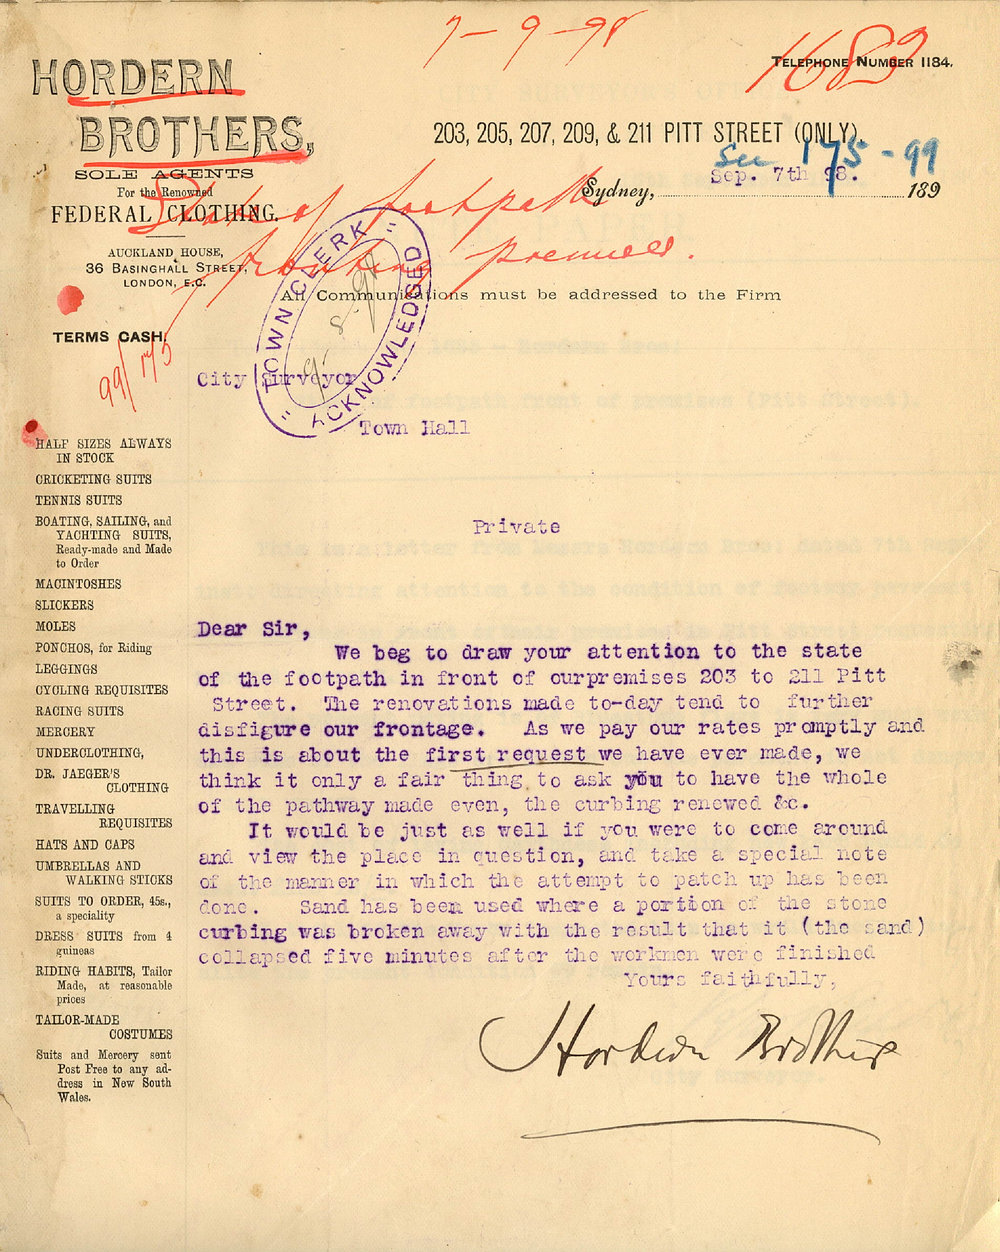 7-9-98
1683
TELEPHONE NUMBER 1184.
HORDERN
BROTHERS,
203, 205, 207, 209, & 211 PITT STREET (ONLY).
See 175-99
SOLE AGENTS
For the Renowned
FEDERAL CLOTHING.
Sydney, Sep. 7th 98. 189
State of footpath
fronting premises.
AUCKLAND HOUSE,
36 BASINGHALL STREET,
LONDON, E.C.
All Communications must be addressed to the Firm
TERMS CASH.
99/175
TOWN CLERK
ACKNOWLEDGED
City Surveyor
Town Hall
Private
Dear Sir,
We beg to draw your attention to the state
of the footpath in front of ourpremises 203 to 211 Pitt
Street. The renovations made to-day tend to further
disfigure our frontage. As we pay our rates promptly and
this is about the first request we have ever made, we
think it only a fair thing to ask you to have the whole
of the pathway made even, the curbing renewed &c.
It would be just as well if you were to come around
and view the place in question, and take a special note
of the manner in which the attempt to patch up has been
done. Sand has been used where a portion of the stone
curbing was broken away with the result that it (the sand)
collapsed five minutes after the workmen were finished
Yours faithfully,
Hordern Brothers
HALF SIZES ALWAYS
IN STOCK
CRICKETING SUITS
TENNIS SUITS
BOATING, SAILING, and
YACHTING SUITS,
Ready-made and Made
to Order
MACINTOSHES
SLICKERS
MOLES
PONCHOS, for Riding
LEGGINGS
CYCLING REQUISITES
RACING SUITS
MERCERY
UNDERCLOTHING,
DR. JAEGER'S
CLOTHING
TRAVELLING
REQUISITES
HATS AND CAPS
UMBRELLAS AND
WALKING STICKS
SUITS TO ORDER, 45s.,
a speciality
DRESS SUITS from 4
guineas
RIDING HABITS, Tailor
Made, at reasonable
prices
TAILOR-MADE
COSTUMES
Suits and Mercery sent
Post Free to any ad-
dress in New South
Wales.